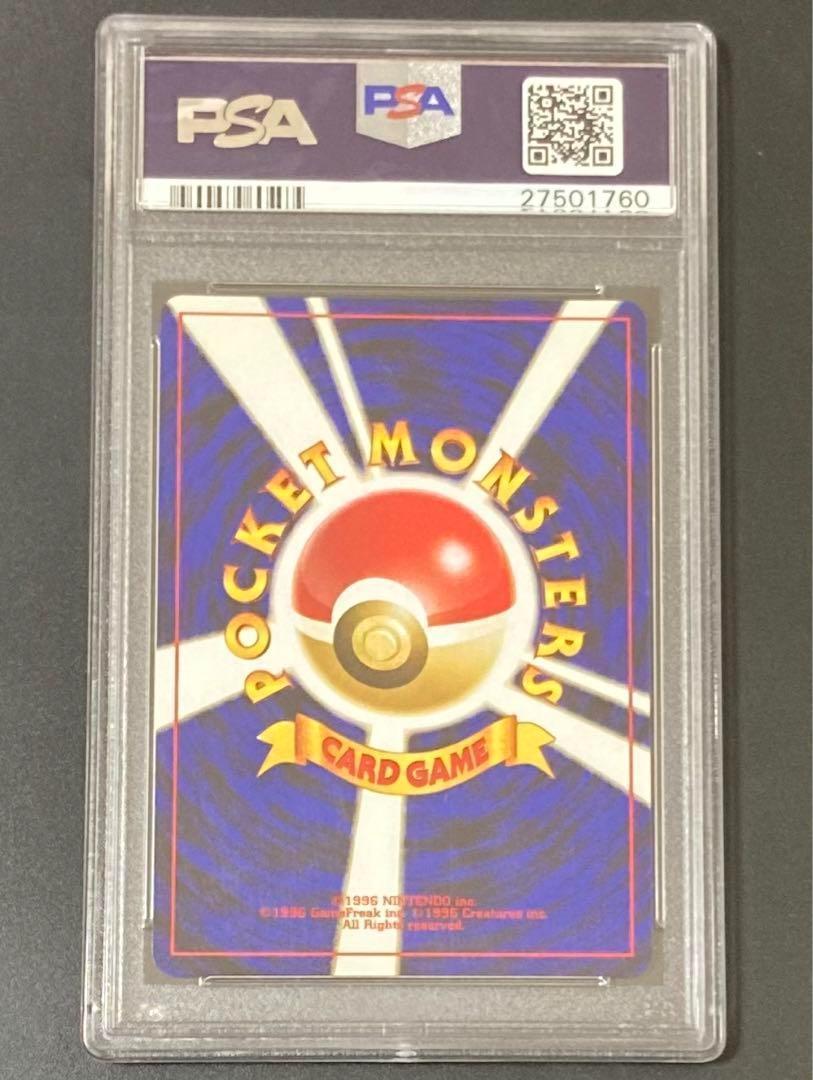 PSA PSA
27501760
POCKET MONSTERS
CARD GAME
©1996 NINTENDO inc.
©1996 GameFreak inc. ©1996 Creatures inc.
All Rights reserved.